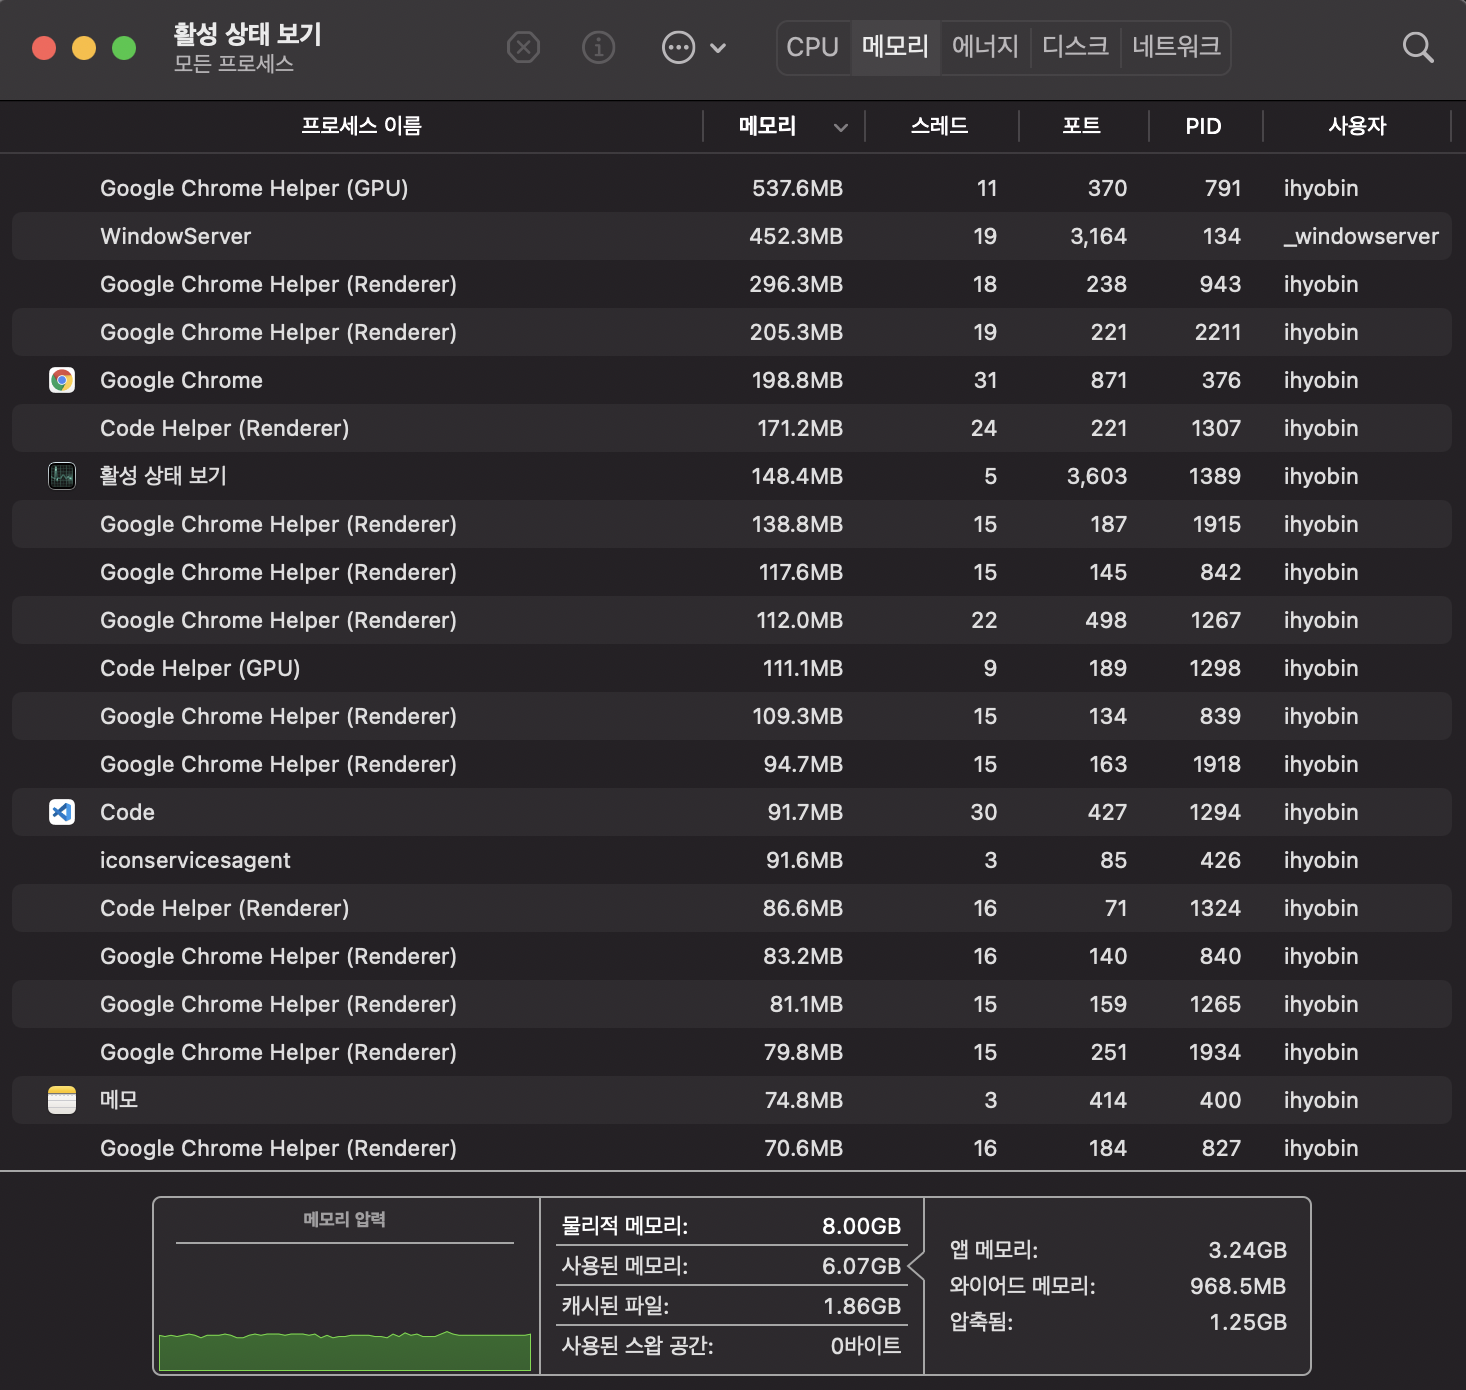 활성 상태 보기
모든 프로세스
CPU 메모리 에너지 디스크 네트워크
프로세스 이름 메모리 스레드 포트 PID 사용자
Google Chrome Helper (GPU) 537.6MB 11 370 791 ihyobin
WindowServer 452.3MB 19 3,164 134 _windowserver
Google Chrome Helper (Renderer) 296.3MB 18 238 943 ihyobin
Google Chrome Helper (Renderer) 205.3MB 19 221 2211 ihyobin
Google Chrome 198.8MB 31 871 376 ihyobin
Code Helper (Renderer) 171.2MB 24 221 1307 ihyobin
활성 상태 보기 148.4MB 5 3,603 1389 ihyobin
Google Chrome Helper (Renderer) 138.8MB 15 187 1915 ihyobin
Google Chrome Helper (Renderer) 117.6MB 15 145 842 ihyobin
Google Chrome Helper (Renderer) 112.0MB 22 498 1267 ihyobin
Code Helper (GPU) 111.1MB 9 189 1298 ihyobin
Google Chrome Helper (Renderer) 109.3MB 15 134 839 ihyobin
Google Chrome Helper (Renderer) 94.7MB 15 163 1918 ihyobin
Code 91.7MB 30 427 1294 ihyobin
iconservicesagent 91.6MB 3 85 426 ihyobin
Code Helper (Renderer) 86.6MB 16 71 1324 ihyobin
Google Chrome Helper (Renderer) 83.2MB 16 140 840 ihyobin
Google Chrome Helper (Renderer) 81.1MB 15 159 1265 ihyobin
Google Chrome Helper (Renderer) 79.8MB 15 251 1934 ihyobin
메모 74.8MB 3 414 400 ihyobin
Google Chrome Helper (Renderer) 70.6MB 16 184 827 ihyobin
메모리 압력
물리적 메모리: 8.00GB
사용된 메모리: 6.07GB
캐시된 파일: 1.86GB
사용된 스왑 공간: 0바이트
앱 메모리: 3.24GB
와이어드 메모리: 968.5MB
압축됨: 1.25GB